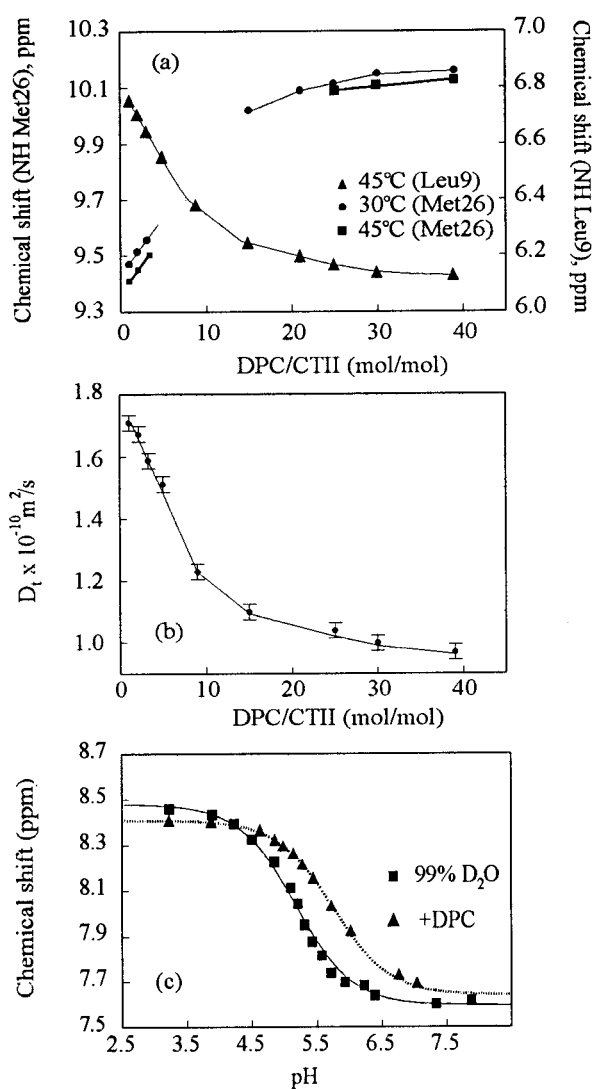 (a)
10.3
10.1
9.9
9.7
9.5
9.3
Chemical shift (NH Met26), ppm
7.0
6.8
6.6
6.4
6.2
6.0
Chemical shift (NH Leu9), ppm
45°C (Leu9)
30°C (Met26)
45°C (Met26)
0 10 20 30 40 50
DPC/CTII (mol/mol)
1.8
1.6
1.4
1.2
1.0
Dt x 10⁻¹⁰m²/s
(b)
0 10 20 30 40 50
DPC/CTII (mol/mol)
8.7
8.5
8.3
8.1
7.9
7.7
7.5
Chemical shift (ppm)
99% D₂O
+DPC
(c)
2.5 3.5 4.5 5.5 6.5 7.5
pH